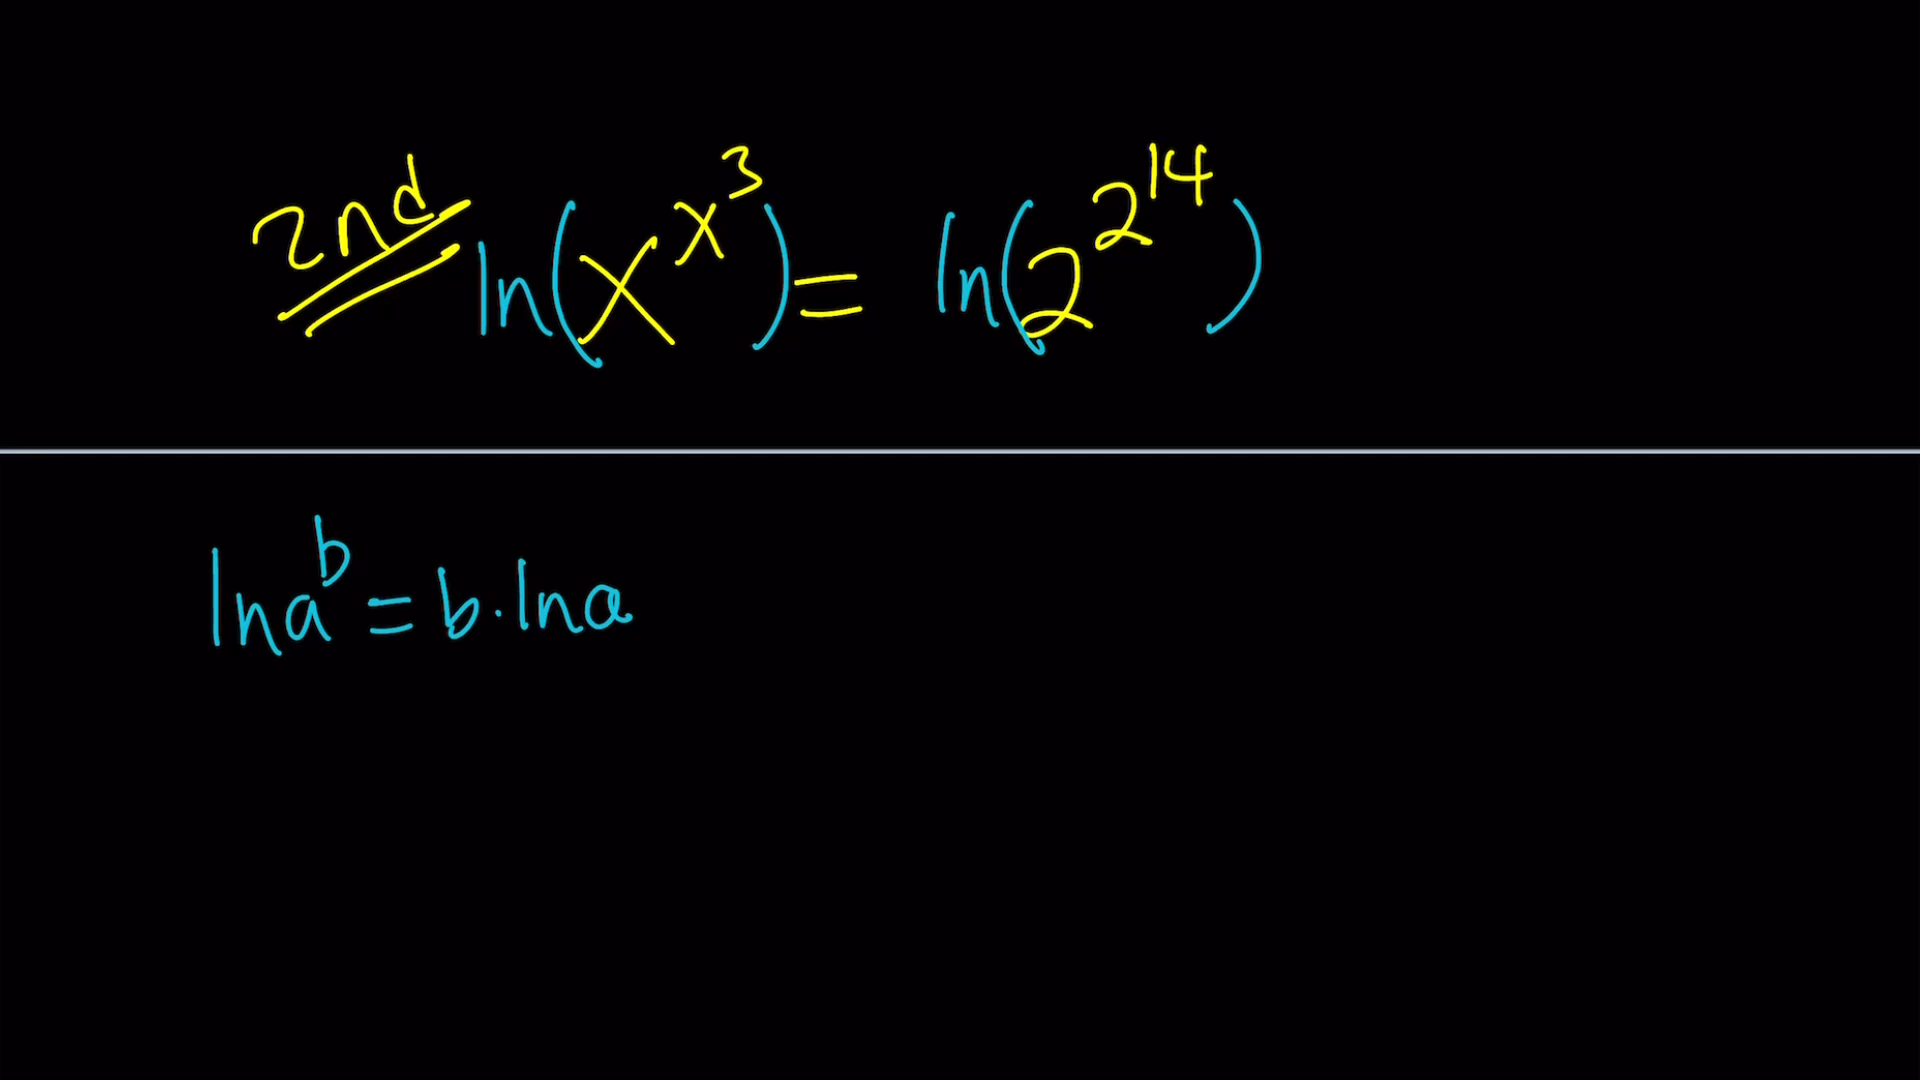 2nd ln(x^x^3) = ln(2^2^14)
ln a^b = b·ln a